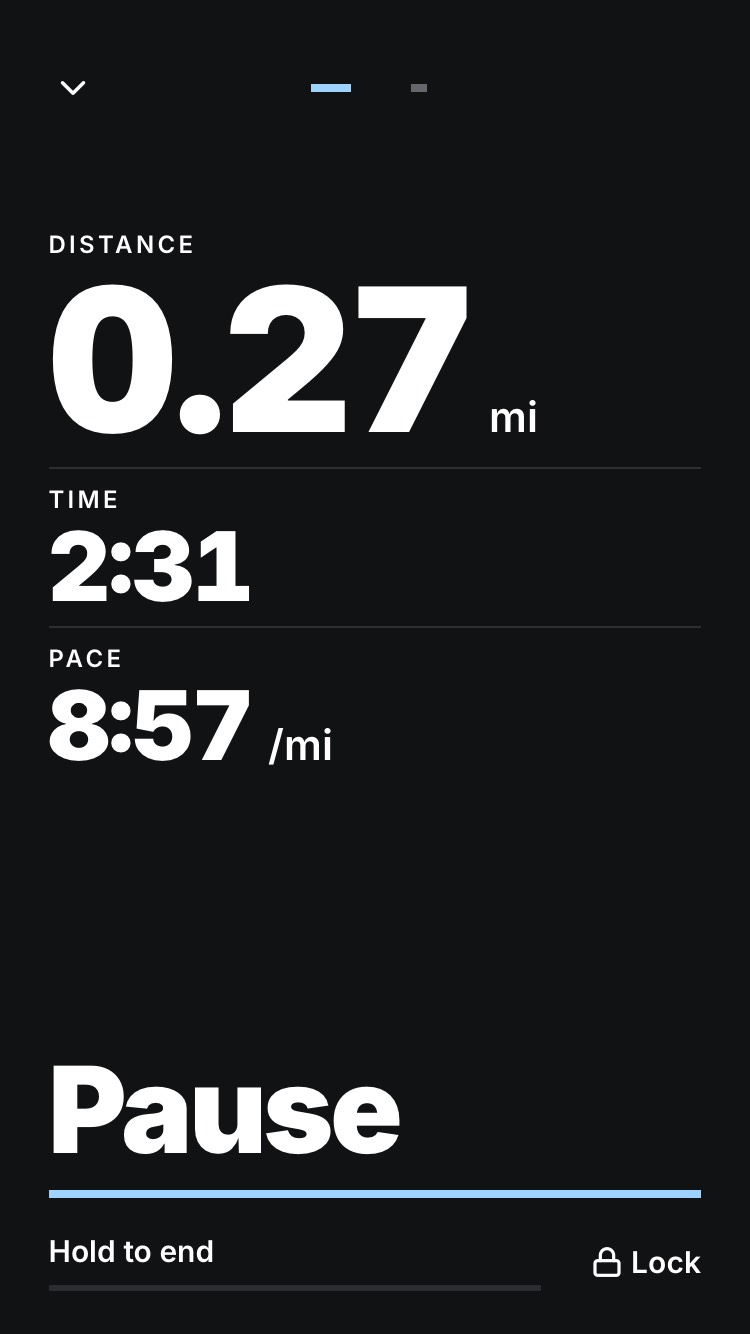 DISTANCE
0.27 mi
TIME
2:31
PACE
8:57 /mi
Pause
Hold to end
Lock